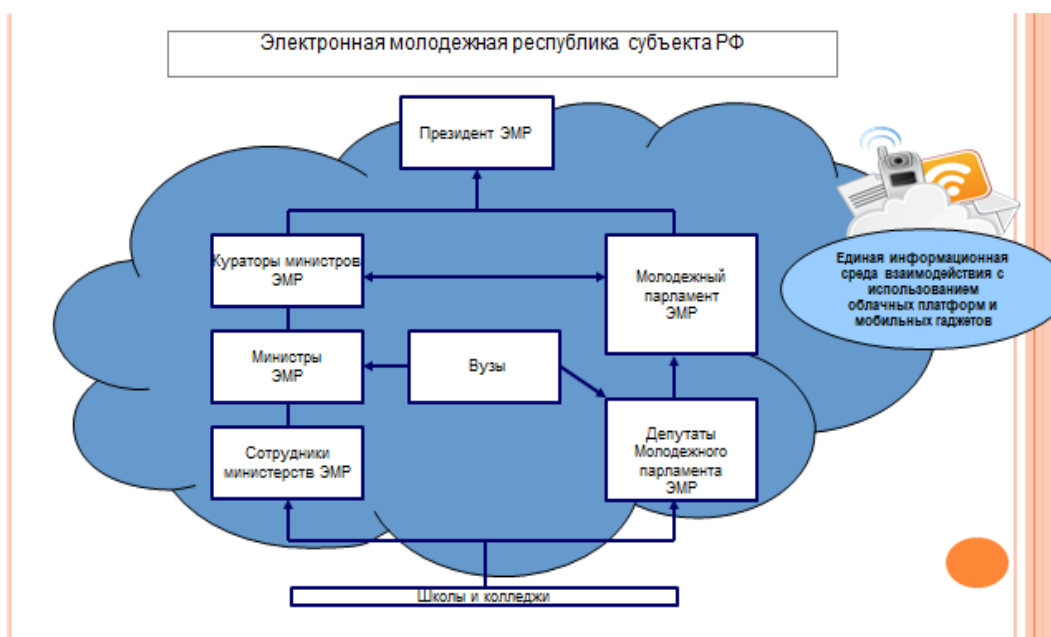 Электронная молодежная республика субъекта РФ
Президент ЭМР
Кураторы министров
ЭМР
Молодежный
парламент
ЭМР
Единая информационная
среда взаимодействия с
использованием
облачных платформ и
мобильных гаджетов
Министры
ЭМР
Вузы
Сотрудники
министерств ЭМР
Депутаты
Молодежного
парламента
ЭМР
Школы и колледжи